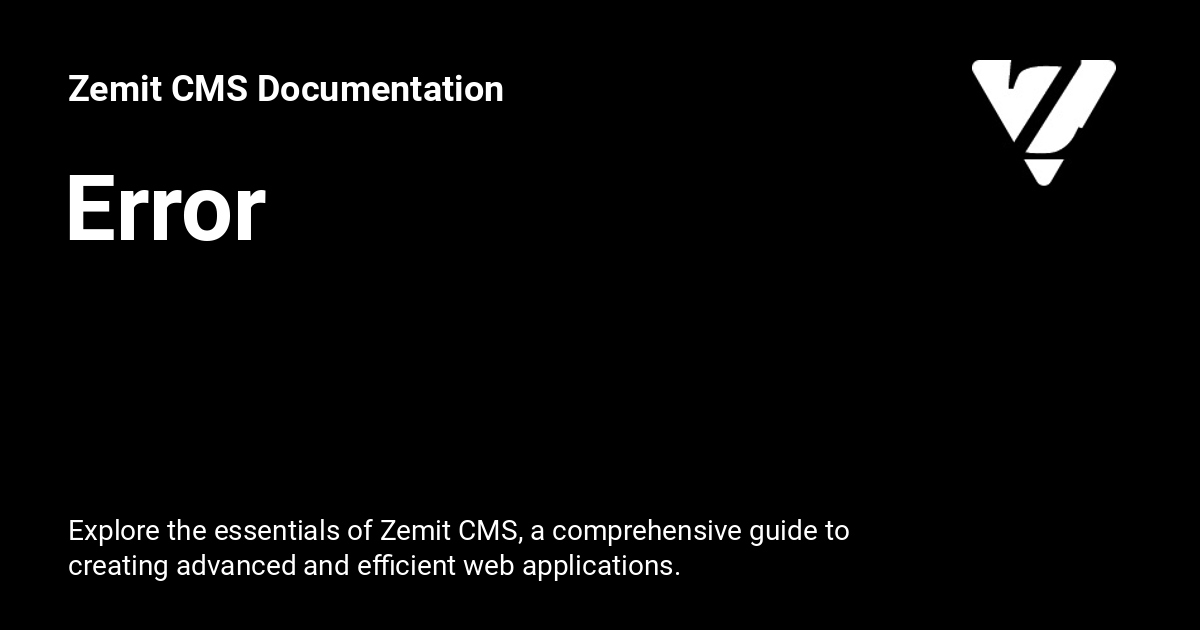 Zemit CMS Documentation
Error
Explore the essentials of Zemit CMS, a comprehensive guide to
creating advanced and efficient web applications.